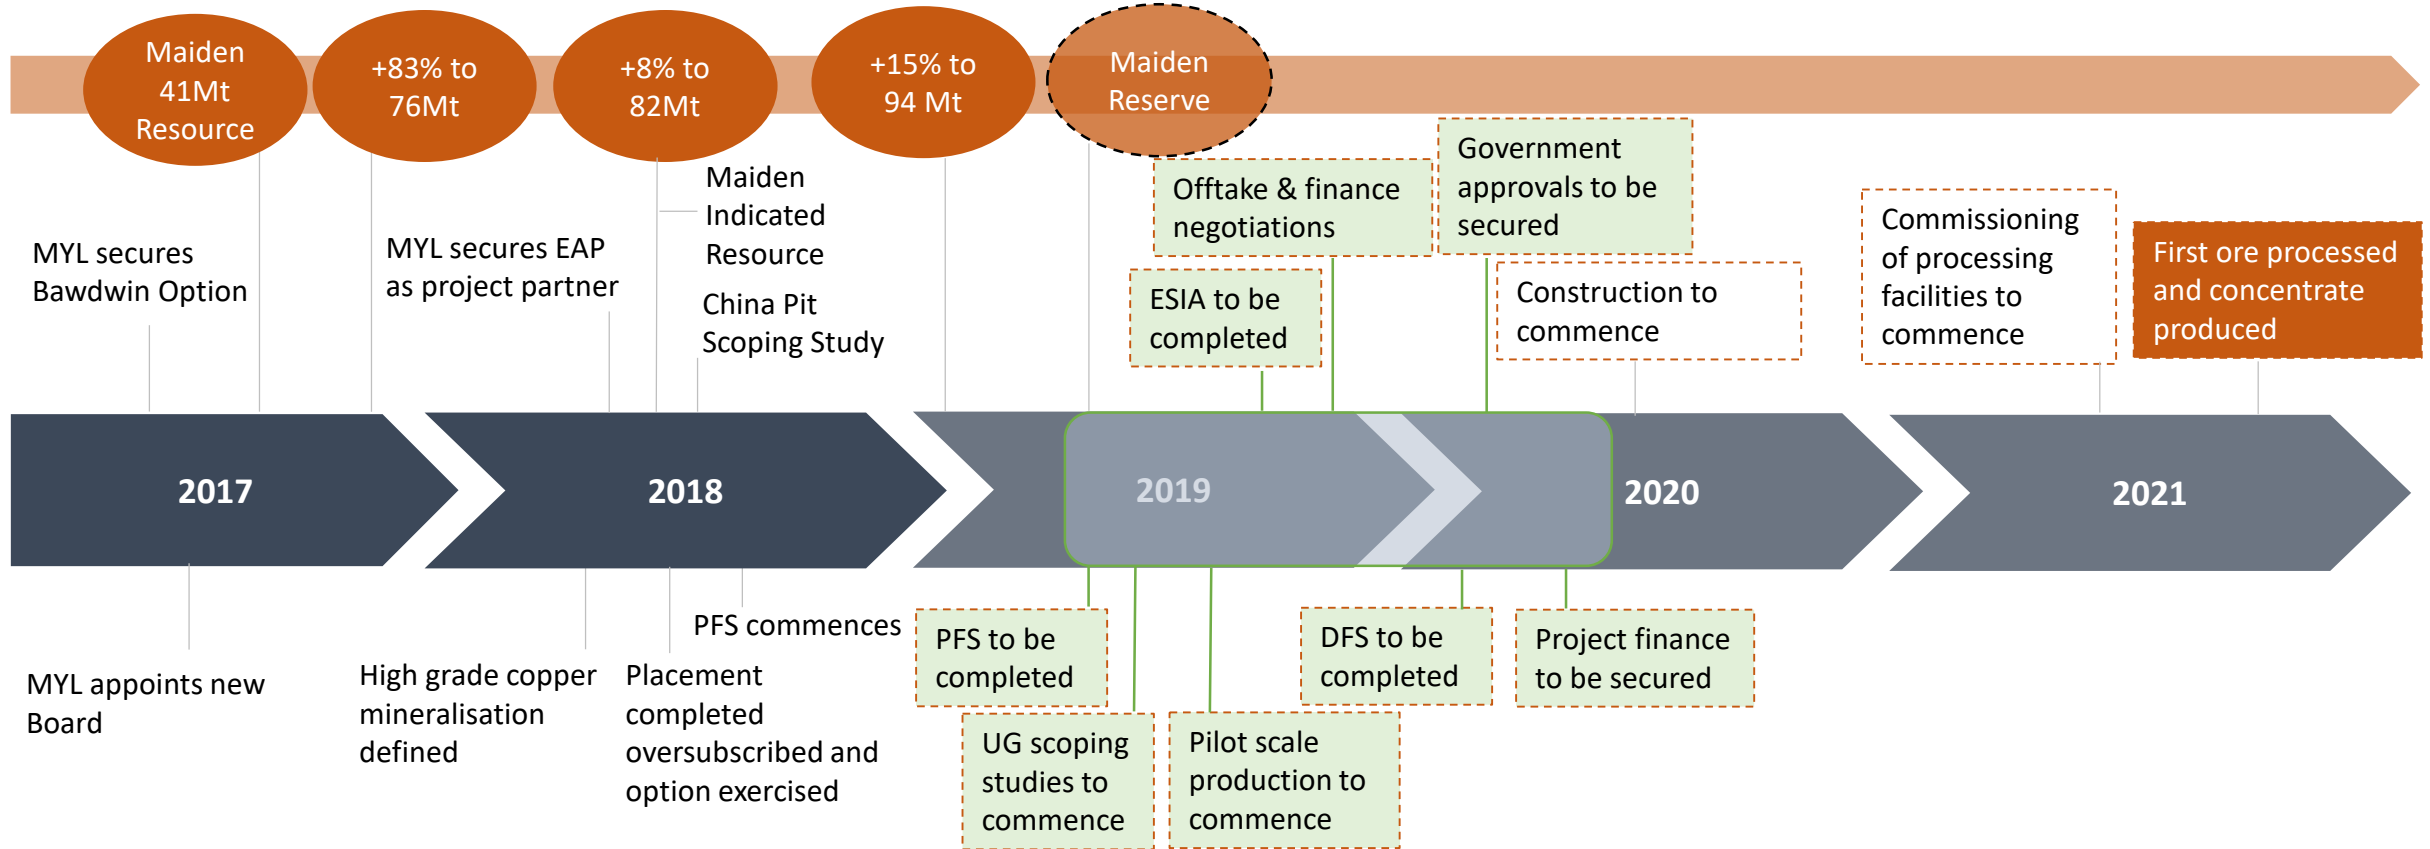 Maiden
41Mt
Resource
+83% to
76Mt
+8% to
82Mt
+15% to
94 Mt
Maiden
Reserve
MYL secures
Bawdwin Option
MYL secures EAP
as project partner
Maiden
Indicated
Resource
China Pit
Scoping Study
Offtake & finance
negotiations
ESIA to be
completed
Government
approvals to be
secured
Construction to
commence
Commissioning
of processing
facilities to
commence
First ore processed
and concentrate
produced
2017
2018
2019
2020
2021
MYL appoints new
Board
High grade copper
mineralisation
defined
Placement
completed
oversubscribed and
option exercised
PFS commences
PFS to be
completed
UG scoping
studies to
commence
Pilot scale
production to
commence
DFS to be
completed
Project finance
to be secured